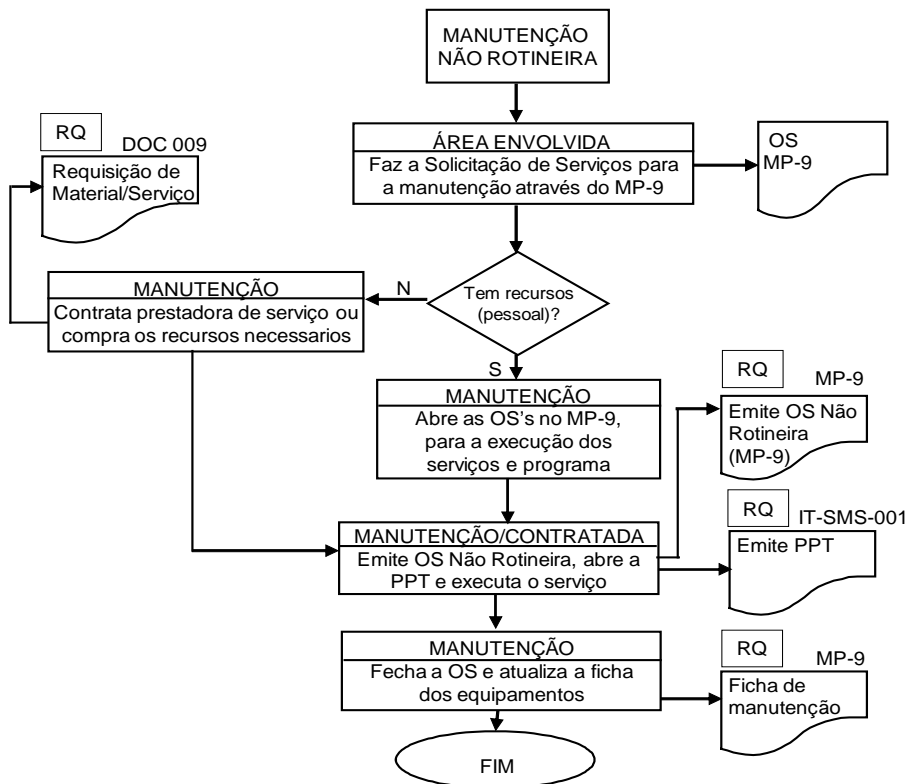 MANUTENÇÃO
NÃO ROTINEIRA
ÁREA ENVOLVIDA
Faz a Solicitação de Serviços para
a manutenção através do MP-9
OS
MP-9
RQ
DOC 009
Requisição de
Material/Serviço
Tem recursos
(pessoal)?
N
MANUTENÇÃO
Contrata prestadora de serviço ou
compra os recursos necessarios
S
MANUTENÇÃO
Abre as OS's no MP-9,
para a execução dos
serviços e programa
RQ
MP-9
Emite OS Não
Rotineira
(MP-9)
MANUTENÇÃO/CONTRATADA
Emite OS Não Rotineira, abre a
PPT e executa o serviço
RQ
IT-SMS-001
Emite PPT
MANUTENÇÃO
Fecha a OS e atualiza a ficha
dos equipamentos
RQ
MP-9
Ficha de
manutenção
FIM